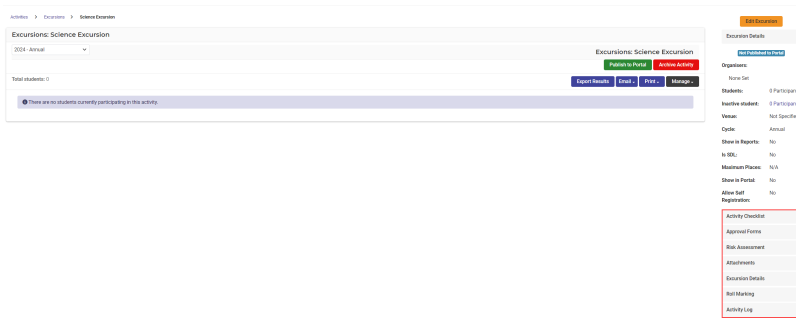 Activities > Excursions > Science Excursion
Excursions: Science Excursion
2024 - Annual
Excursions: Science Excursion
Publish to Portal Archive Activity
Total students: 0
Export Results Email Print Manage
There are no students currently participating in this activity.
Edit Excursion
Excursion Details
Not Published to Portal
Organisers:
None Set
Students: 0 Participan
Inactive student: 0 Participan
Venue: Not Specifie
Cycle: Annual
Show in Reports: No
Is SDL: No
Maximum Places: N/A
Show in Portal: No
Allow Self Registration: No
Activity Checklist
Approval Forms
Risk Assessment
Attachments
Excursion Details
Roll Marking
Activity Log